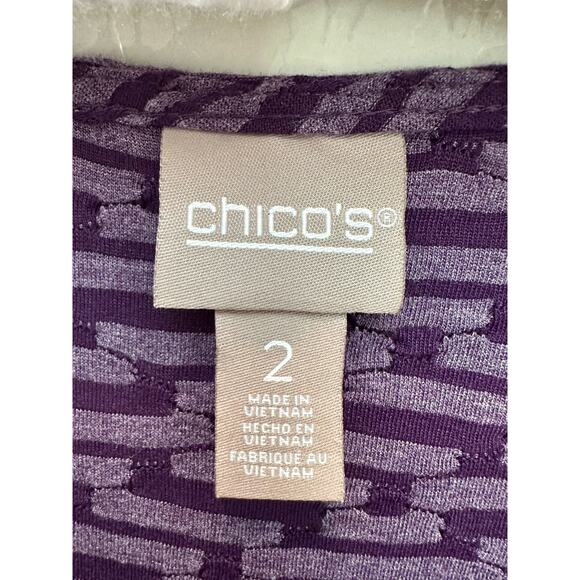 chico's®
2
MADE IN
VIETNAM
HECHO EN
VIETNAM
FABRIQUÉ AU
VIETNAM